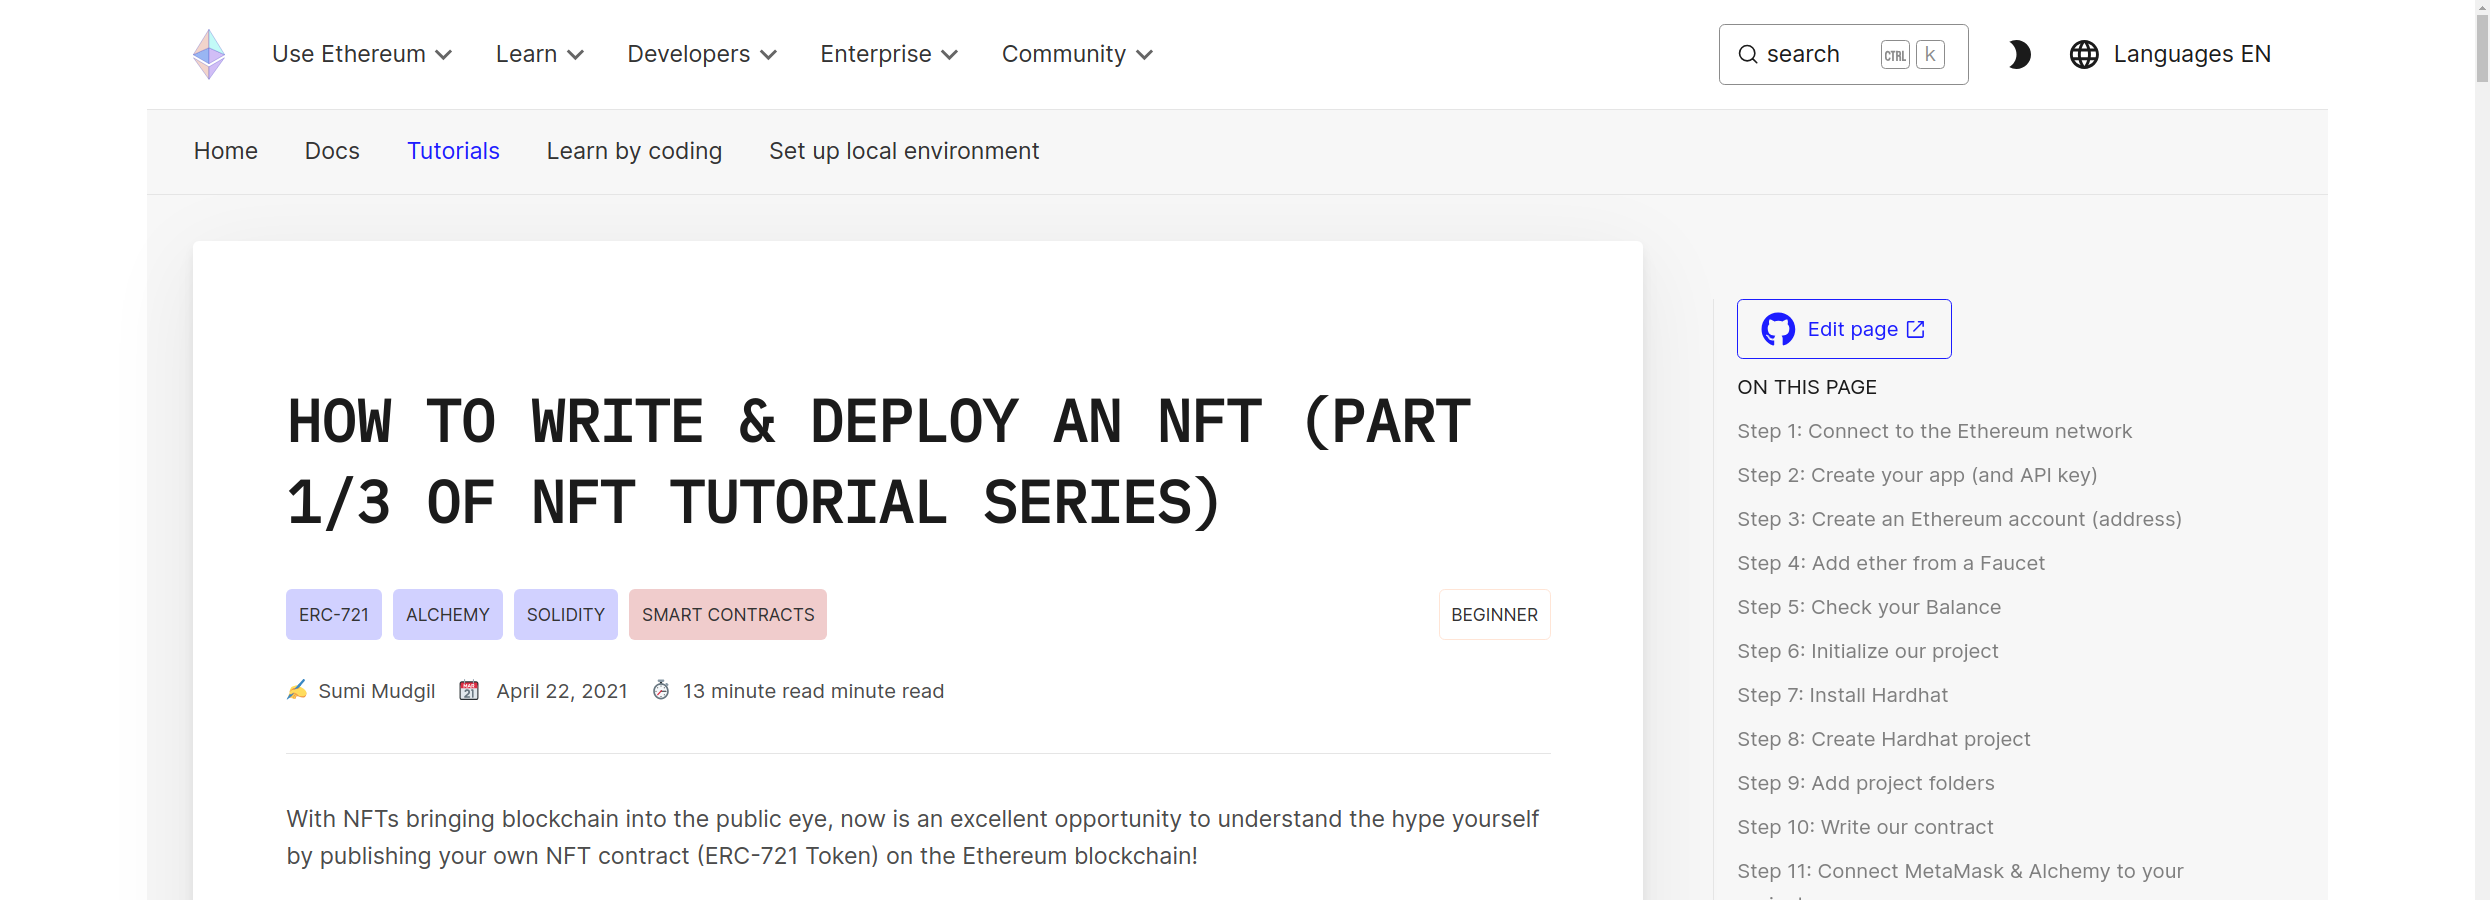 Use Ethereum Learn Developers Enterprise Community search CTRL k Languages EN
Home Docs Tutorials Learn by coding Set up local environment
HOW TO WRITE & DEPLOY AN NFT (PART
1/3 OF NFT TUTORIAL SERIES)
ERC-721 ALCHEMY SOLIDITY SMART CONTRACTS BEGINNER
Sumi Mudgil April 22, 2021 13 minute read minute read
With NFTs bringing blockchain into the public eye, now is an excellent opportunity to understand the hype yourself
by publishing your own NFT contract (ERC-721 Token) on the Ethereum blockchain!
Edit page
ON THIS PAGE
Step 1: Connect to the Ethereum network
Step 2: Create your app (and API key)
Step 3: Create an Ethereum account (address)
Step 4: Add ether from a Faucet
Step 5: Check your Balance
Step 6: Initialize our project
Step 7: Install Hardhat
Step 8: Create Hardhat project
Step 9: Add project folders
Step 10: Write our contract
Step 11: Connect MetaMask & Alchemy to your